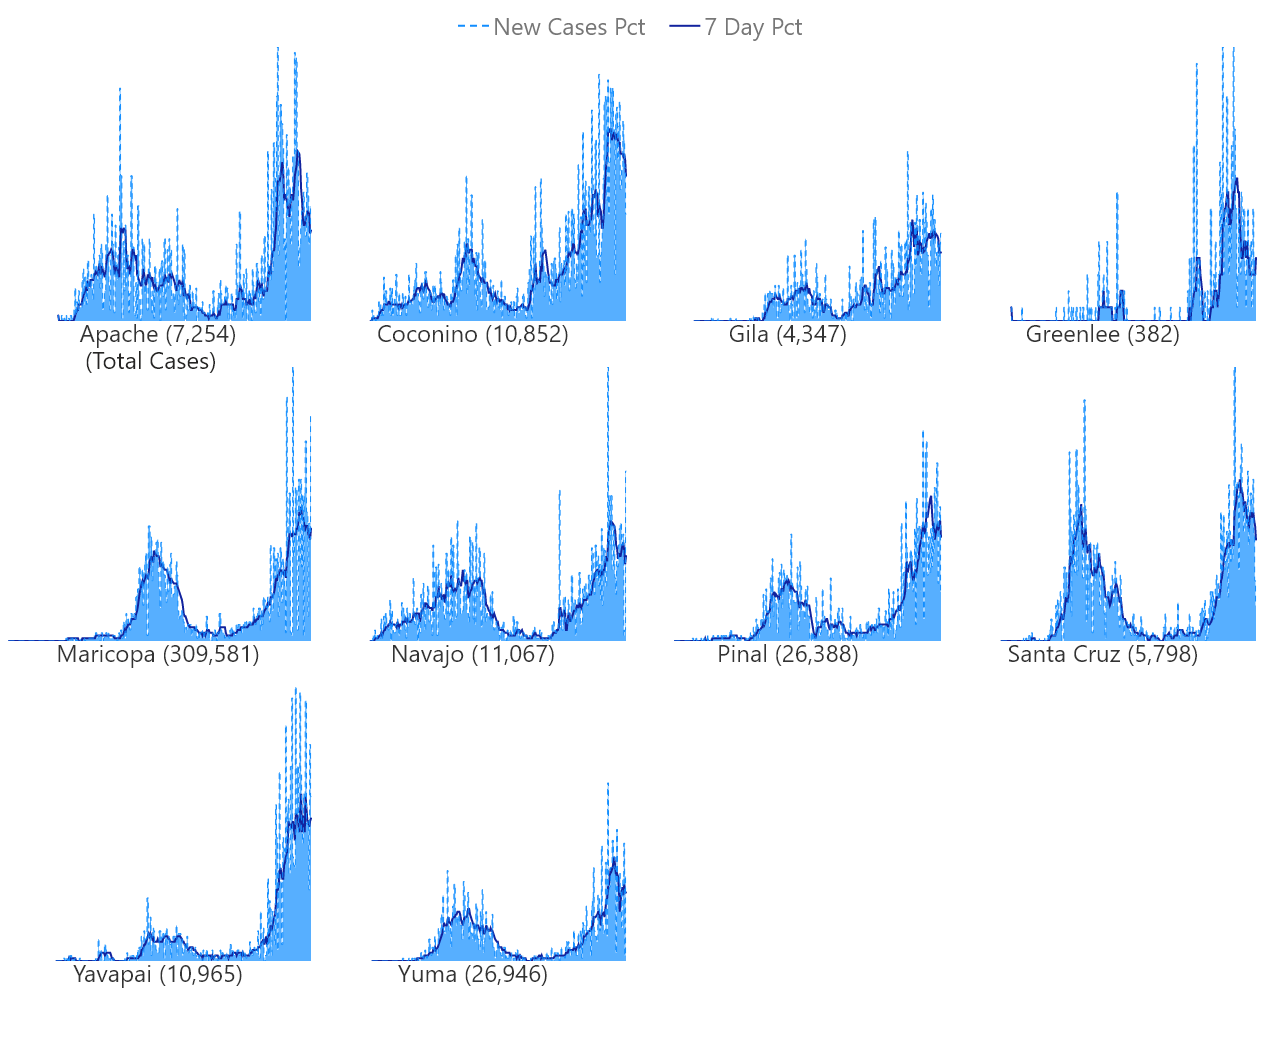 New Cases Pct 7 Day Pct
Apache (7,254) Coconino (10,852) Gila (4,347) Greenlee (382)
(Total Cases)
Maricopa (309,581) Navajo (11,067) Pinal (26,388) Santa Cruz (5,798)
Yavapai (10,965) Yuma (26,946)